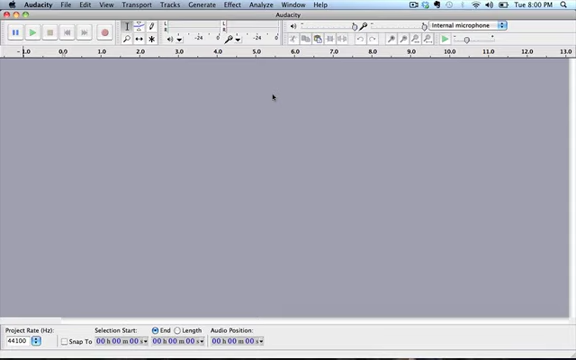 Audacity File Edit View Transport Tracks Generate Effect Analyze Window Help Tue 8:00 PM
Audacity
L L
R R
-24 0 -24 0
Internal microphone
- 1.0 0.0 1.0 2.0 3.0 4.0 5.0 6.0 7.0 8.0 9.0 10.0 11.0 12.0 13.0
Project Rate (Hz): Selection Start: End Length Audio Position:
44100 Snap To 00 h 00 m 00 s 00 h 00 m 00 s 00 h 00 m 00 s